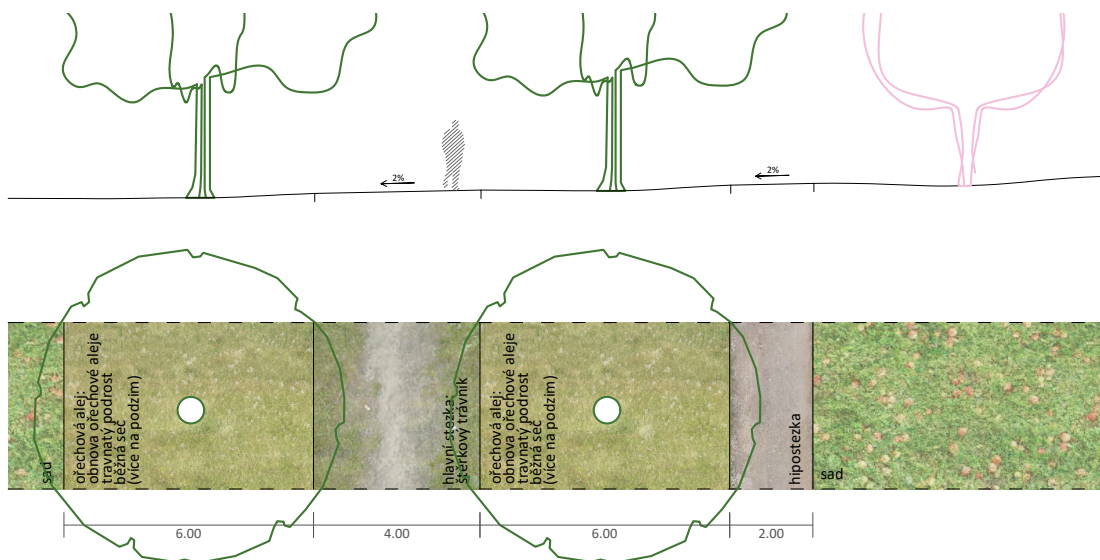 2%
2%
sad
ořechová alej:
obnova ořechové aleje
travnatý podrost
běžná seč
(více na podzim)
hlavní stezka:
štěrkový trávník
ořechová alej:
obnova ořechové aleje
travnatý podrost
běžná seč
(více na podzim)
hipostezka
sad
6.00
4.00
6.00
2.00